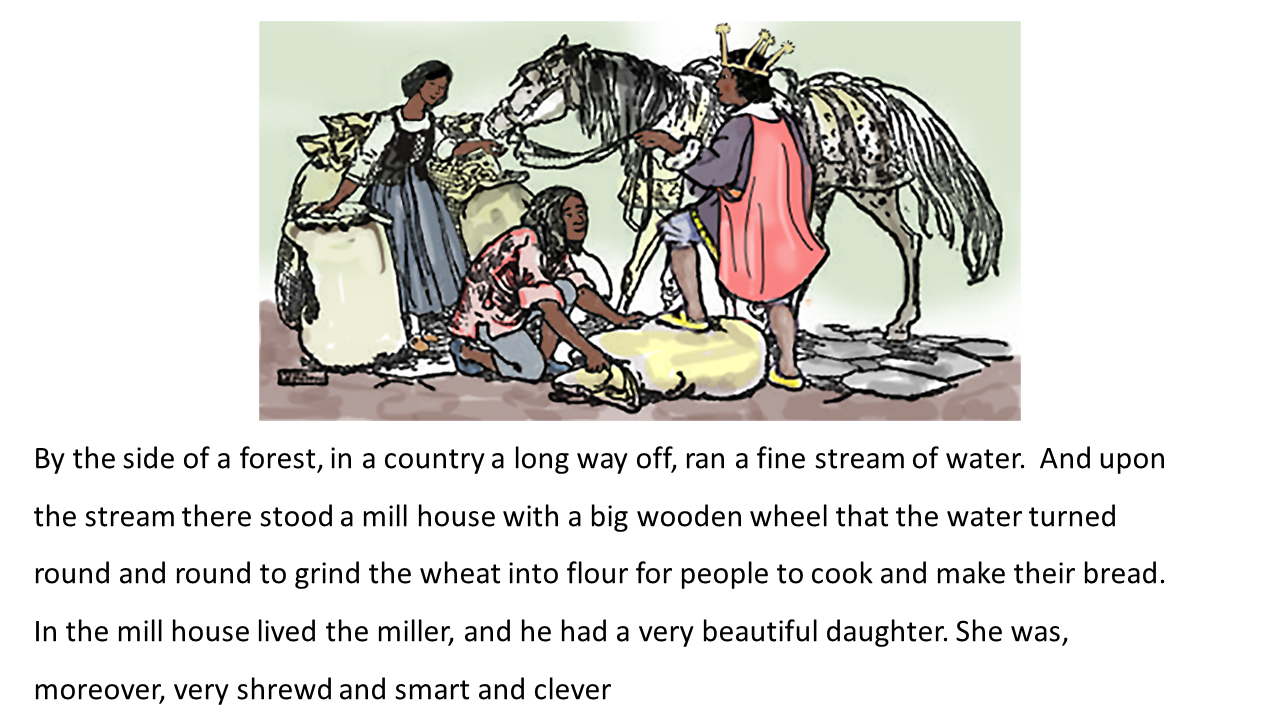 By the side of a forest, in a country a long way off, ran a fine stream of water.  And upon
the stream there stood a mill house with a big wooden wheel that the water turned
round and round to grind the wheat into flour for people to cook and make their bread.
In the mill house lived the miller, and he had a very beautiful daughter. She was,
moreover, very shrewd and smart and clever